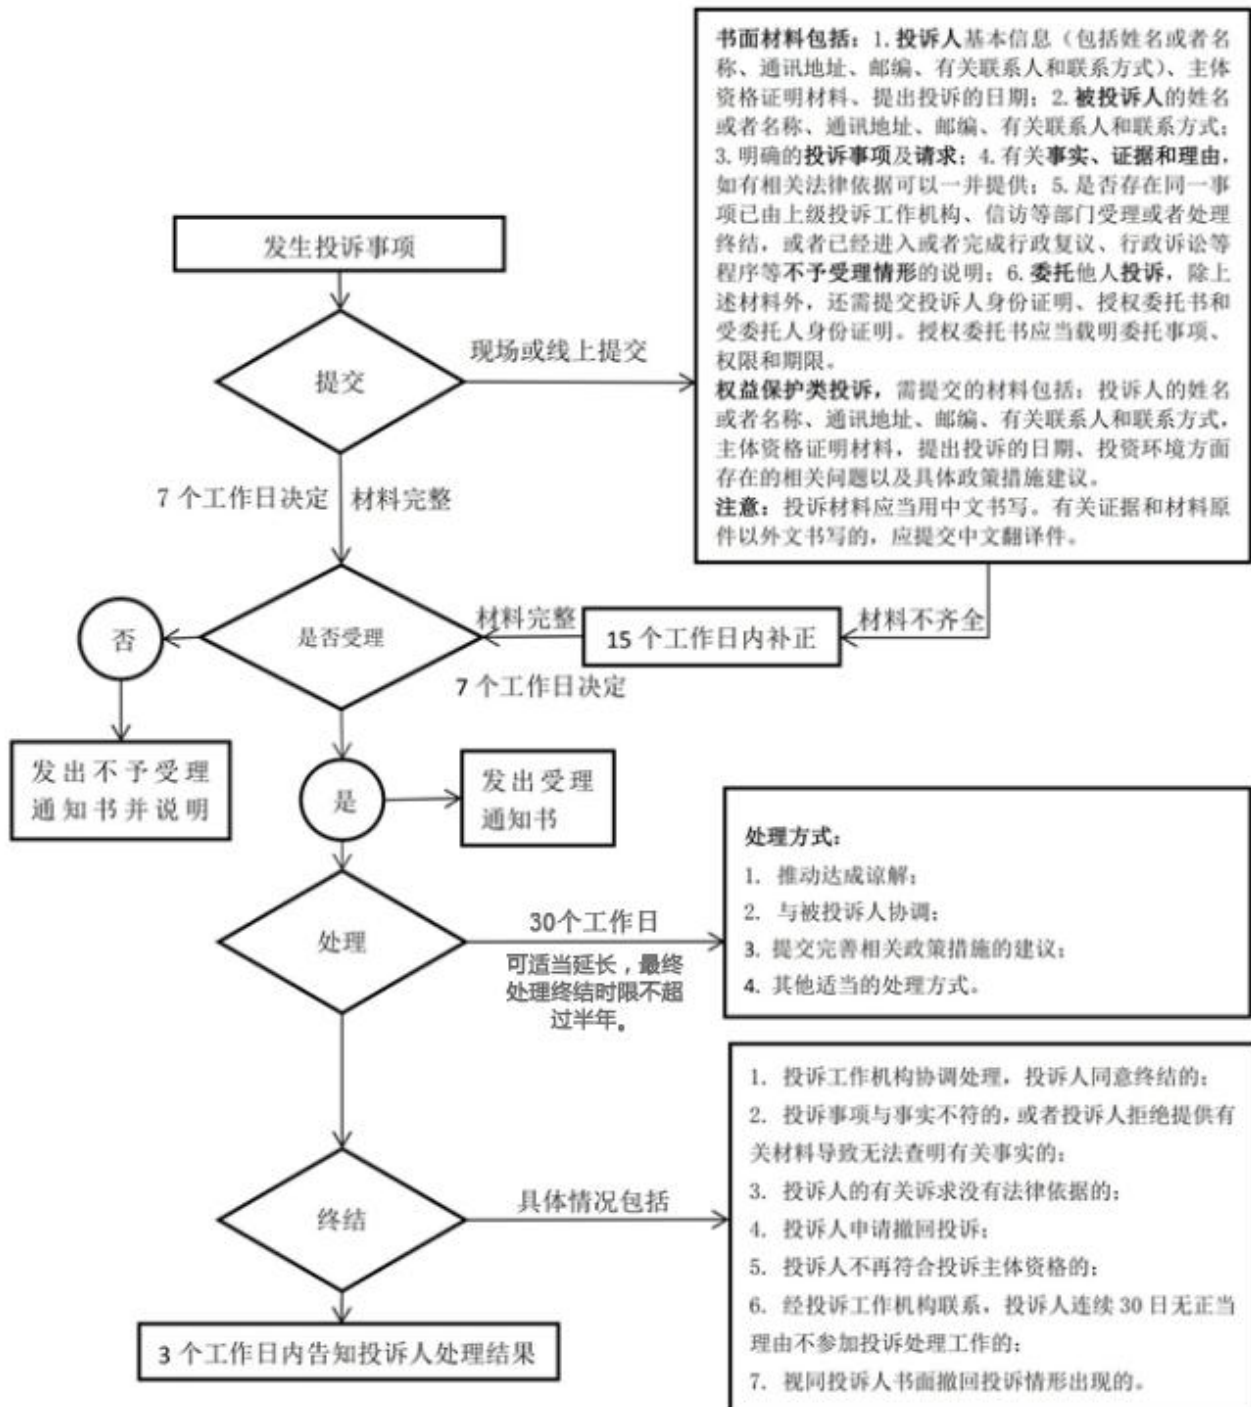 书面材料包括：1.投诉人基本信息（包括姓名或者名
称、通讯地址、邮编、有关联系人和联系方式）、主体
资格证明材料、提出投诉的日期；2.被投诉人的姓名
或者名称、通讯地址、邮编、有关联系人和联系方式；
3.明确的投诉事项及请求；4.有关事实、证据和理由，
如有相关法律依据可以一并提供；5.是否存在同一事
项已由上级投诉工作机构、信访等部门受理或者处理
终结，或者已经进入或者完成行政复议、行政诉讼等
程序等不予受理情形的说明；6.委托他人投诉，除上
述材料外，还需提交投诉人身份证明、授权委托书和
受委托人身份证明。授权委托书应当载明委托事项、
权限和期限。
权益保护类投诉，需提交的材料包括：投诉人的姓名
或者名称、通讯地址、邮编、有关联系人和联系方式，
主体资格证明材料，提出投诉的日期、投资环境方面
存在的相关问题以及具体政策措施建议。
注意：投诉材料应当用中文书写。有关证据和材料原
件以外文书写的，应提交中文翻译件。
发生投诉事项
提交
现场或线上提交
7个工作日决定
材料完整
否
是否受理
材料完整
15个工作日内补正
材料不齐全
7个工作日决定
发出不予受理
通知书并说明
是
发出受理
通知书
处理
30个工作日
可适当延长，最终
处理终结时限不超
过半年。
处理方式：
1. 推动达成谅解；
2. 与被投诉人协调；
3. 提交完善相关政策措施的建议；
4. 其他适当的处理方式。
终结
具体情况包括
1. 投诉工作机构协调处理，投诉人同意终结的；
2. 投诉事项与事实不符的，或者投诉人拒绝提供有
关材料导致无法查明有关事实的；
3. 投诉人的有关诉求没有法律依据的；
4. 投诉人申请撤回投诉；
5. 投诉人不再符合投诉主体资格的；
6. 经投诉工作机构联系，投诉人连续30日无正当
理由不参加投诉处理工作的；
7. 视同投诉人书面撤回投诉情形出现的。
3个工作日内告知投诉人处理结果